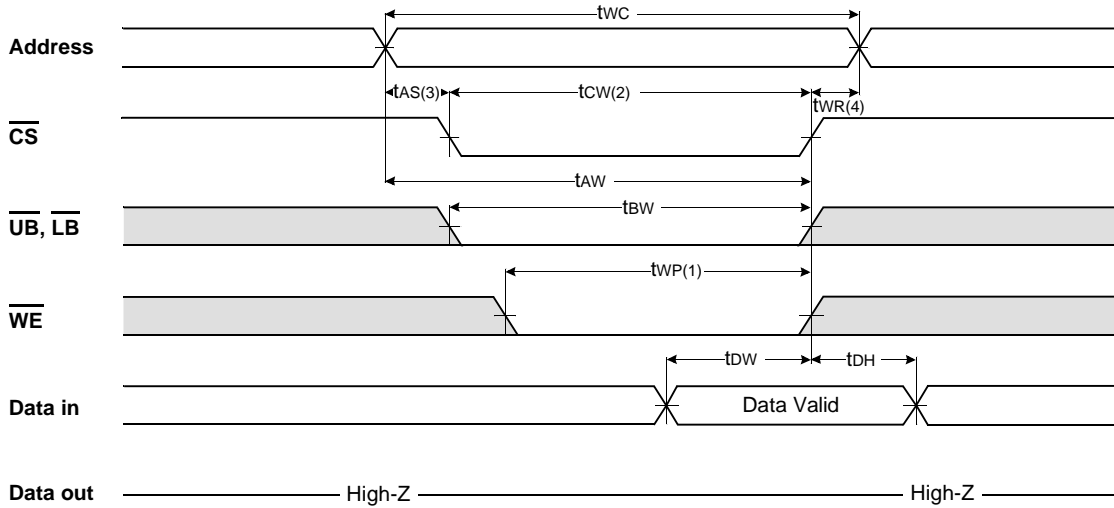 tWC
Address
tAS(3)
tCW(2)
tWR(4)
CS
tAW
UB, LB
tBW
tWP(1)
WE
tDW
tDH
Data in
Data Valid
Data out
High-Z
High-Z